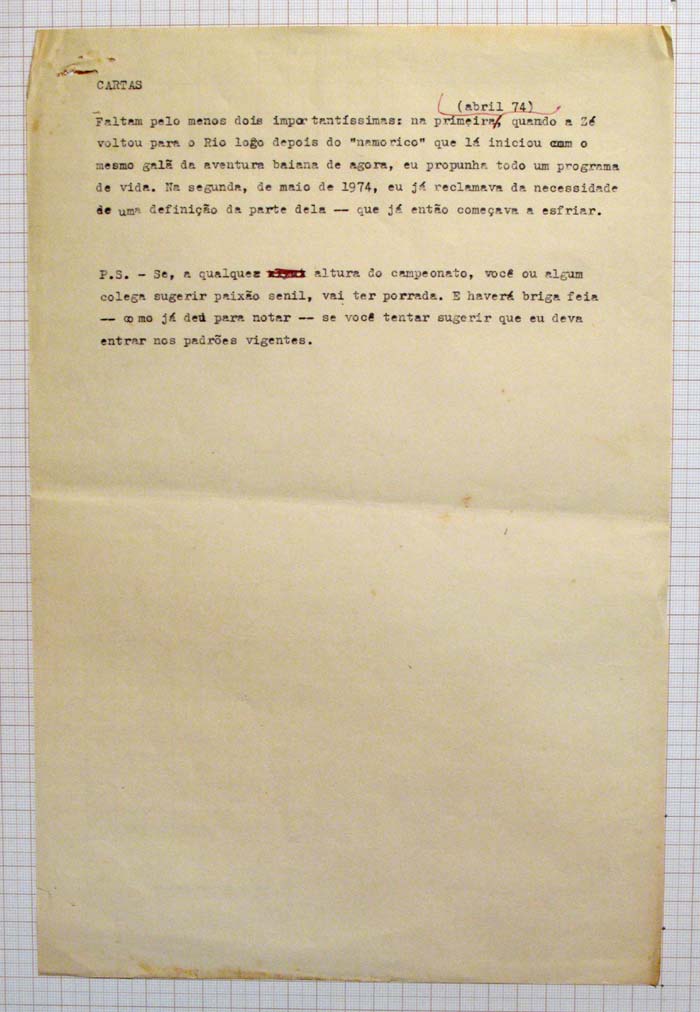 CARTAS
(abril 74)
Faltam pelo menos dois importantíssimas: na primeira, quando a Zé
voltou para o Rio logo depois do "namorico" que lá iniciou com o
mesmo galã da aventura baiana de agora, eu propunha todo um programa
de vida. Na segunda, de maio de 1974, eu já reclamava da necessidade
de uma definição da parte dela -- que já então começava a esfriar.
P.S. - Se, a qualquer altura do campeonato, você ou algum
colega sugerir paixão senil, vai ter porrada. E haverá briga feia
-- como já deu para notar -- se você tentar sugerir que eu deva
entrar nos padrões vigentes.